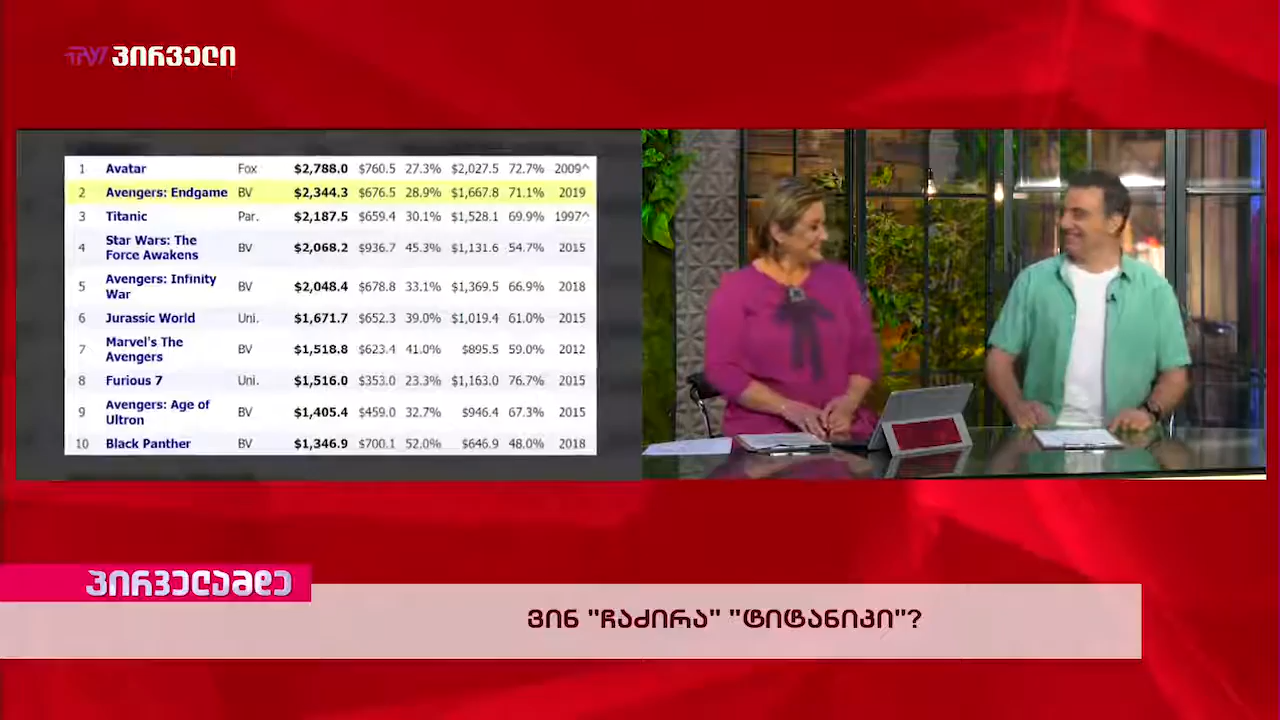 TV პირველი
1 Avatar Fox $2,788.0 $760.5 27.3% $2,027.5 72.7% 2009^
2 Avengers: Endgame BV $2,344.3 $676.5 28.9% $1,667.8 71.1% 2019
3 Titanic Par. $2,187.5 $659.4 30.1% $1,528.1 69.9% 1997^
4 Star Wars: The Force Awakens BV $2,068.2 $936.7 45.3% $1,131.6 54.7% 2015
5 Avengers: Infinity War BV $2,048.4 $678.8 33.1% $1,369.5 66.9% 2018
6 Jurassic World Uni. $1,671.7 $652.3 39.0% $1,019.4 61.0% 2015
7 Marvel's The Avengers BV $1,518.8 $623.4 41.0% $895.5 59.0% 2012
8 Furious 7 Uni. $1,516.0 $353.0 23.3% $1,163.0 76.7% 2015
9 Avengers: Age of Ultron BV $1,405.4 $459.0 32.7% $946.4 67.3% 2015
10 Black Panther BV $1,346.9 $700.1 52.0% $646.9 48.0% 2018
პირველამდე
ვინ "ჩაძირა" "ტიტანიკი"?